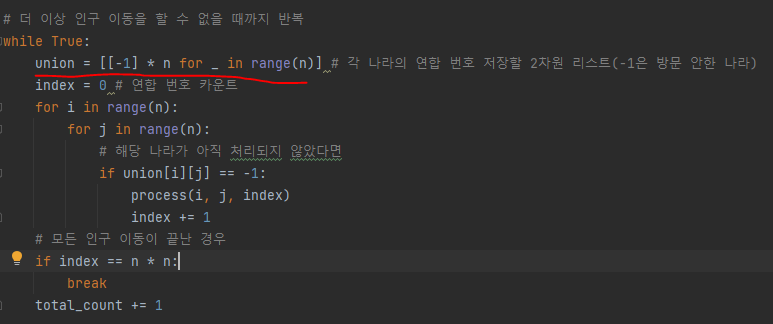 # 더 이상 인구 이동을 할 수 없을 때까지 반복
while True:
    union = [[-1] * n for _ in range(n)] # 각 나라의 연합 번호 저장할 2차원 리스트(-1은 방문 안한 나라)
    index = 0 # 연합 번호 카운트
    for i in range(n):
        for j in range(n):
            # 해당 나라가 아직 처리되지 않았다면
            if union[i][j] == -1:
                process(i, j, index)
                index += 1
    # 모든 인구 이동이 끝난 경우
    if index == n * n:
        break
    total_count += 1